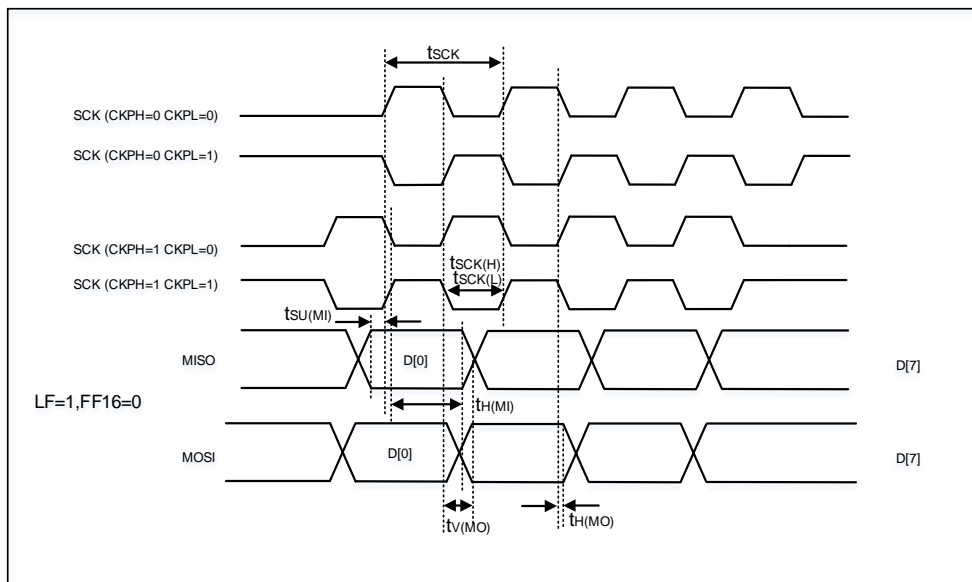 tSCK
SCK (CKPH=0 CKPL=0)
SCK (CKPH=0 CKPL=1)
SCK (CKPH=1 CKPL=0)
tSCK(H)
SCK (CKPH=1 CKPL=1)
tSCK(L)
tSU(MI)
MISO
D[0]
D[7]
LF=1,FF16=0
tH(MI)
MOSI
D[0]
D[7]
tV(MO)
tH(MO)